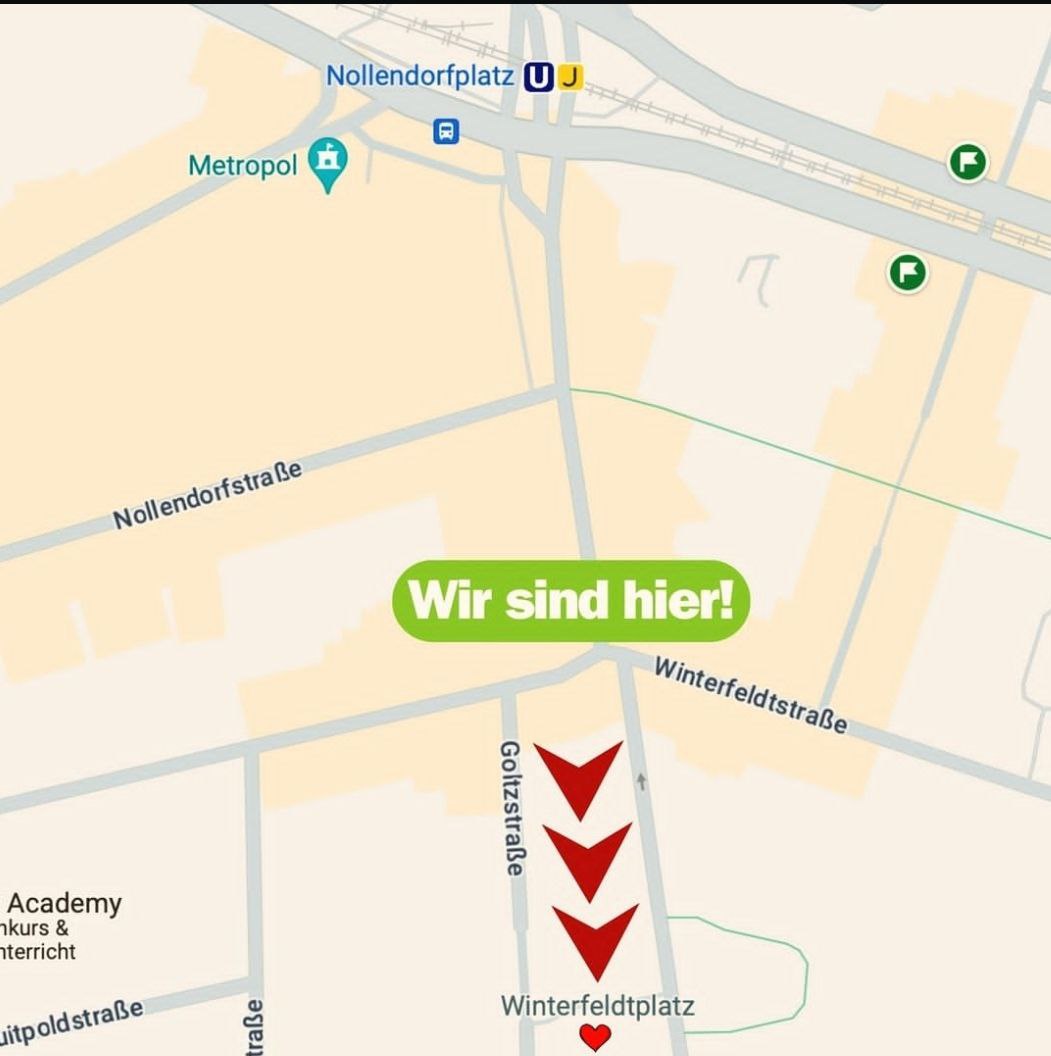 Nollendorfplatz U J
Metropol
Nollendorfstraße
Wir sind hier!
Winterfeldtstraße
Goltzstraße
Academy
nkurs &
nterricht
Winterfeldtplatz
uitpoldstraße
traße